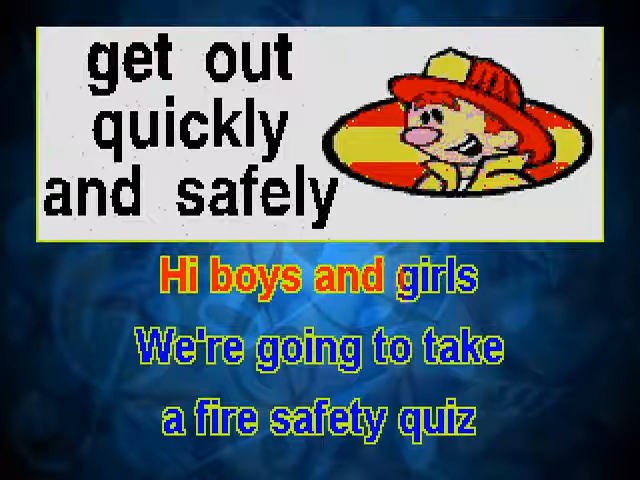 get out
quickly
and safely
Hi boys and girls
We're going to take
a fire safety quiz